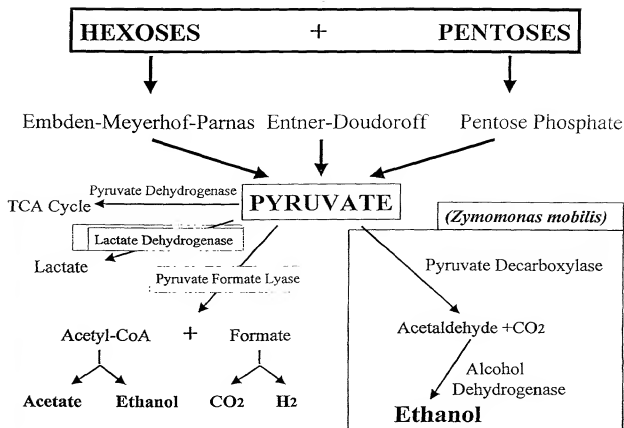 HEXOSES + PENTOSES
Embden-Meyerhof-Parnas Entner-Doudoroff Pentose Phosphate
Pyruvate Dehydrogenase
TCA Cycle
PYRUVATE
(Zymomonas mobilis)
Lactate Dehydrogenase
Lactate
Pyruvate Formate Lyase
Pyruvate Decarboxylase
Acetyl-CoA + Formate
Acetaldehyde +CO2
Acetate Ethanol CO2 H2
Alcohol
Dehydrogenase
Ethanol